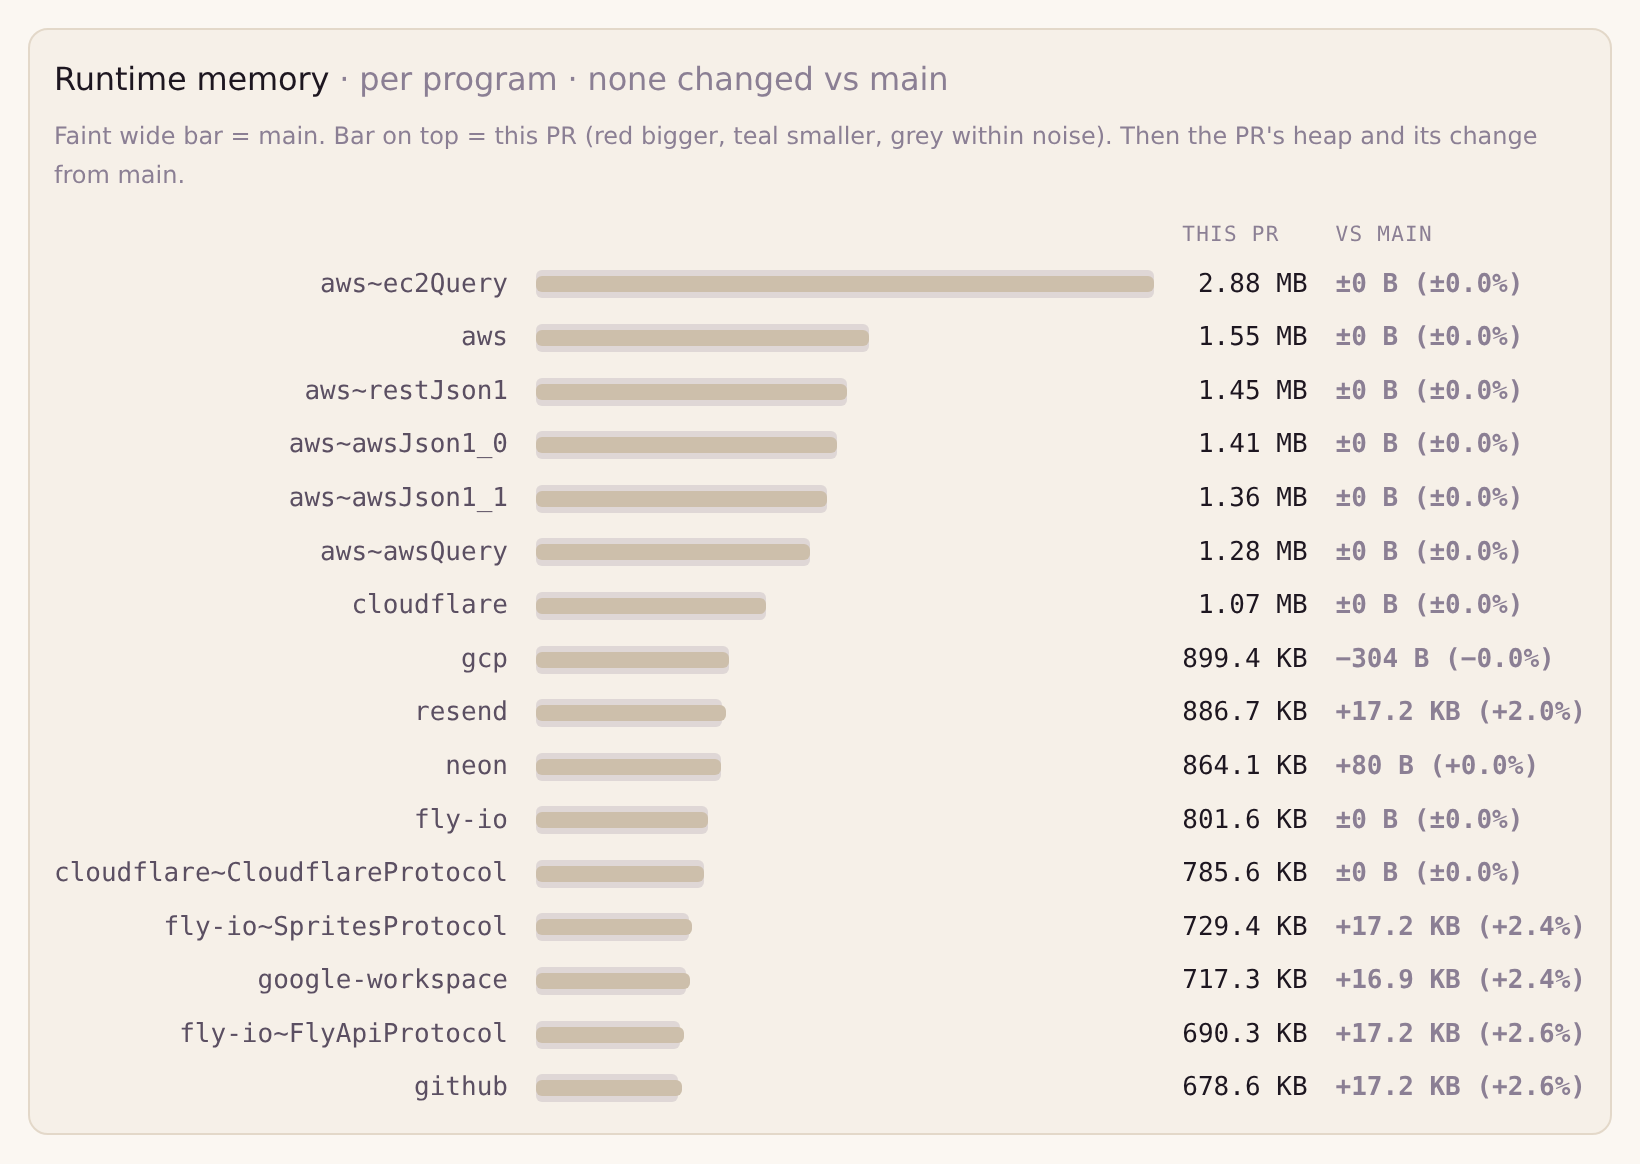 Runtime memory · per program · none changed vs main
Faint wide bar = main. Bar on top = this PR (red bigger, teal smaller, grey within noise). Then the PR's heap and its change
from main.
THIS PR VS MAIN
aws~ec2Query 2.88 MB ±0 B (±0.0%)
aws 1.55 MB ±0 B (±0.0%)
aws~restJson1 1.45 MB ±0 B (±0.0%)
aws~awsJson1_0 1.41 MB ±0 B (±0.0%)
aws~awsJson1_1 1.36 MB ±0 B (±0.0%)
aws~awsQuery 1.28 MB ±0 B (±0.0%)
cloudflare 1.07 MB ±0 B (±0.0%)
gcp 899.4 KB −304 B (−0.0%)
resend 886.7 KB +17.2 KB (+2.0%)
neon 864.1 KB +80 B (+0.0%)
fly-io 801.6 KB ±0 B (±0.0%)
cloudflare~CloudflareProtocol 785.6 KB ±0 B (±0.0%)
fly-io~SpritesProtocol 729.4 KB +17.2 KB (+2.4%)
google-workspace 717.3 KB +16.9 KB (+2.4%)
fly-io~FlyApiProtocol 690.3 KB +17.2 KB (+2.6%)
github 678.6 KB +17.2 KB (+2.6%)